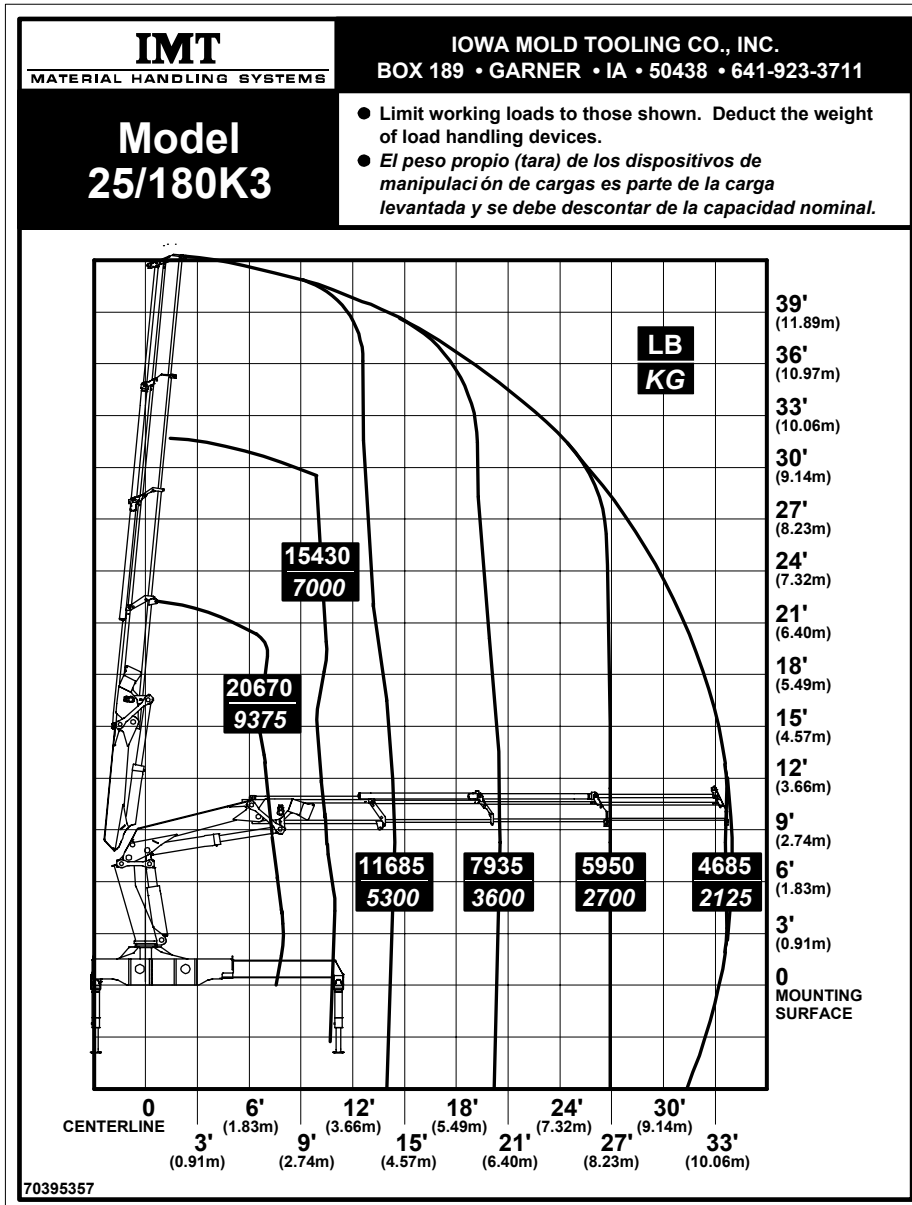 IMT
MATERIAL HANDLING SYSTEMS
IOWA MOLD TOOLING CO., INC.
BOX 189 • GARNER • IA • 50438 • 641-923-3711
Model
25/180K3
● Limit working loads to those shown. Deduct the weight
of load handling devices.
● El peso propio (tara) de los dispositivos de
manipulación de cargas es parte de la carga
levantada y se debe descontar de la capacidad nominal.
LB
KG
39'
(11.89m)
36'
(10.97m)
33'
(10.06m)
30'
(9.14m)
27'
(8.23m)
24'
(7.32m)
21'
(6.40m)
18'
(5.49m)
15'
(4.57m)
12'
(3.66m)
9'
(2.74m)
6'
(1.83m)
3'
(0.91m)
0
MOUNTING
SURFACE
15430
7000
20670
9375
11685
5300
7935
3600
5950
2700
4685
2125
0 6' 12' 18' 24' 30'
CENTERLINE (1.83m) (3.66m) (5.49m) (7.32m) (9.14m)
3' 9' 15' 21' 27' 33'
(0.91m) (2.74m) (4.57m) (6.40m) (8.23m) (10.06m)
70395357